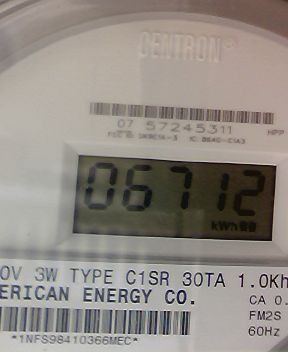 CENTRON®
07 57245311
HPP
06712
kWh
0V 3W TYPE C1SR 30TA 1.0Kh
ERICAN ENERGY CO.
CA 0.
FM2S
60Hz
*1NFS98410366MEC*